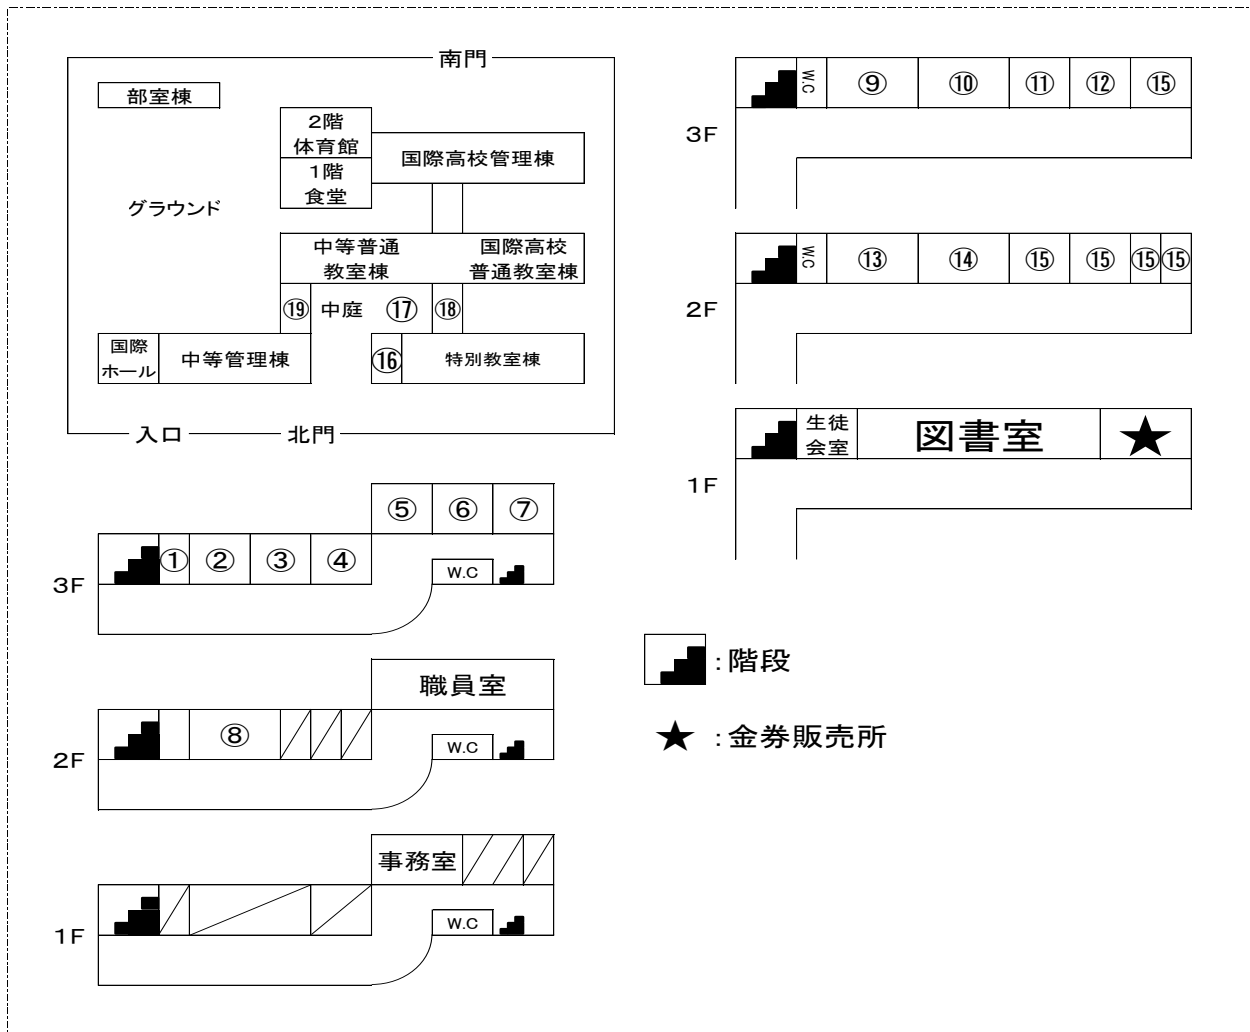 南門
部室棟
2階
体育館
1階
食堂
国際高校管理棟
グラウンド
中等普通
教室棟
国際高校
普通教室棟
⑲
中庭
⑰
⑱
国際
ホール
中等管理棟
⑯
特別教室棟
入口
北門
⑤ ⑥ ⑦
① ② ③ ④
W.C
3F
職員室
⑧
W.C
2F
事務室
W.C
1F
W.C ⑨ ⑩ ⑪ ⑫ ⑮
3F
W.C ⑬ ⑭ ⑮ ⑮ ⑮ ⑮
2F
生徒
会室
図書室
★
1F
:階段
★:金券販売所